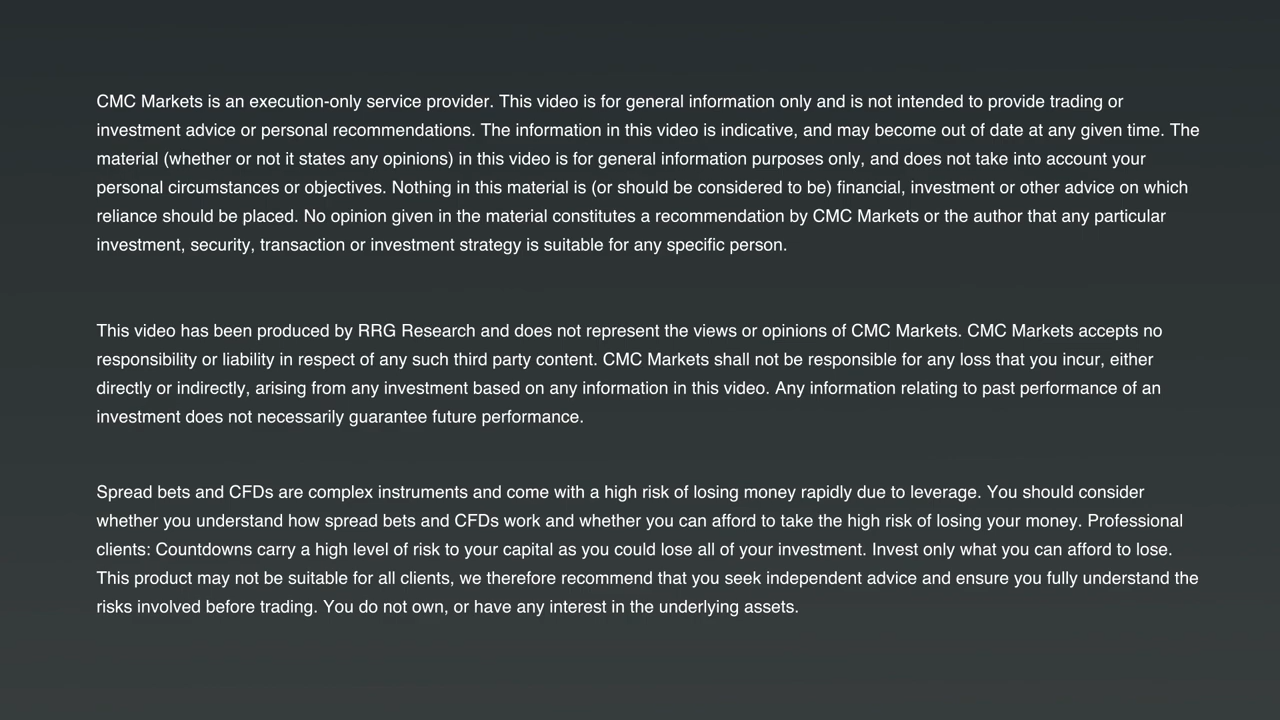 CMC Markets is an execution-only service provider. This video is for general information only and is not intended to provide trading or
investment advice or personal recommendations. The information in this video is indicative, and may become out of date at any given time. The
material (whether or not it states any opinions) in this video is for general information purposes only, and does not take into account your
personal circumstances or objectives. Nothing in this material is (or should be considered to be) financial, investment or other advice on which
reliance should be placed. No opinion given in the material constitutes a recommendation by CMC Markets or the author that any particular
investment, security, transaction or investment strategy is suitable for any specific person.
This video has been produced by RRG Research and does not represent the views or opinions of CMC Markets. CMC Markets accepts no
responsibility or liability in respect of any such third party content. CMC Markets shall not be responsible for any loss that you incur, either
directly or indirectly, arising from any investment based on any information in this video. Any information relating to past performance of an
investment does not necessarily guarantee future performance.
Spread bets and CFDs are complex instruments and come with a high risk of losing money rapidly due to leverage. You should consider
whether you understand how spread bets and CFDs work and whether you can afford to take the high risk of losing your money. Professional
clients: Countdowns carry a high level of risk to your capital as you could lose all of your investment. Invest only what you can afford to lose.
This product may not be suitable for all clients, we therefore recommend that you seek independent advice and ensure you fully understand the
risks involved before trading. You do not own, or have any interest in the underlying assets.